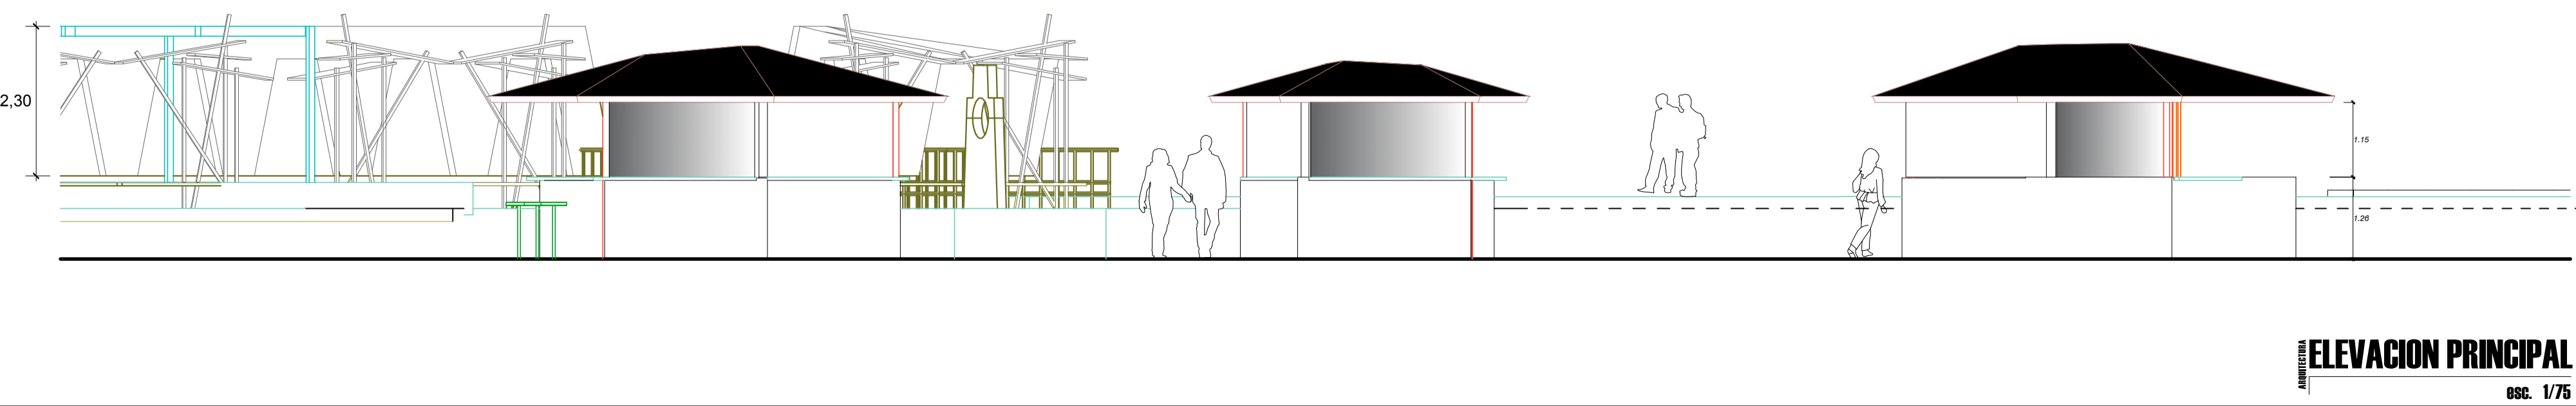 2,30
1.15
1.26
ARQUITECTURA
ELEVACION PRINCIPAL
esc. 1/75